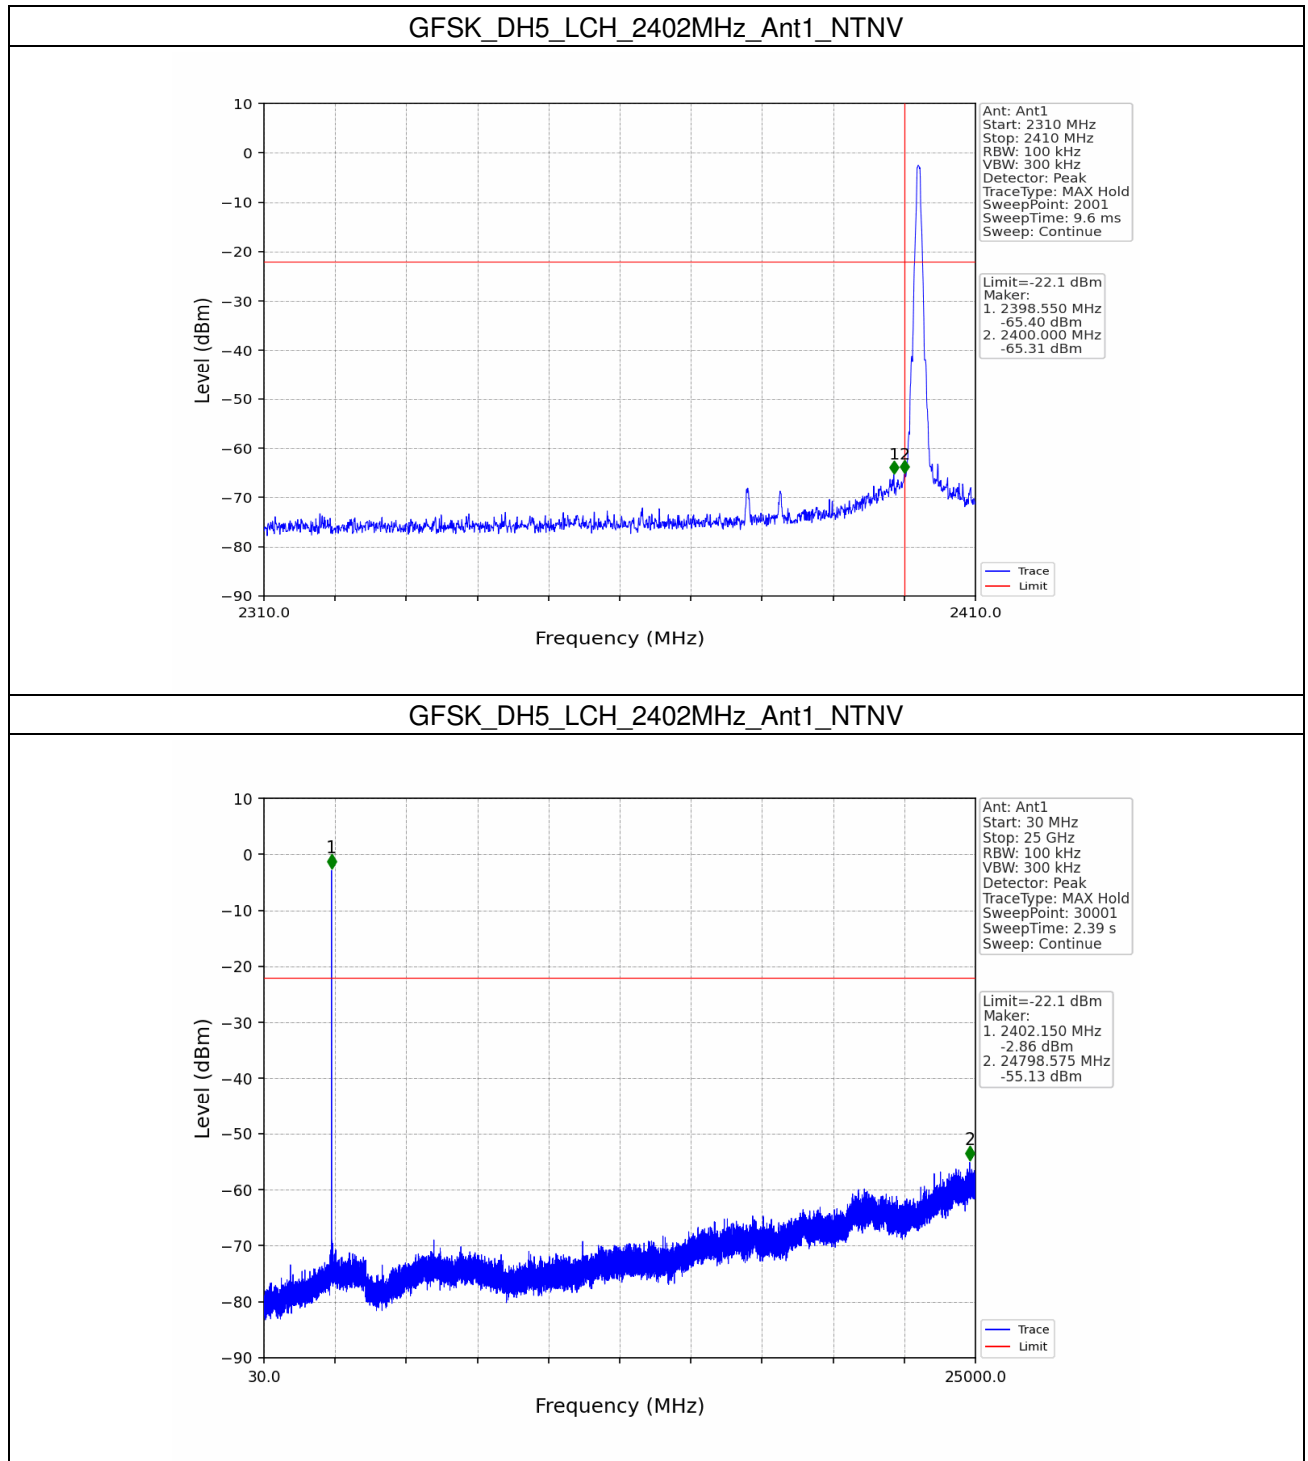 GFSK_DH5_LCH_2402MHz_Ant1_NTNV
10
0
−10
−20
−30
−40
−50
−60
−70
−80
−90
Level (dBm)
2310.0
2410.0
Frequency (MHz)
12
Ant: Ant1
Start: 2310 MHz
Stop: 2410 MHz
RBW: 100 kHz
VBW: 300 kHz
Detector: Peak
TraceType: MAX Hold
SweepPoint: 2001
SweepTime: 9.6 ms
Sweep: Continue
Limit=-22.1 dBm
Maker:
1. 2398.550 MHz
-65.40 dBm
2. 2400.000 MHz
-65.31 dBm
Trace
Limit
GFSK_DH5_LCH_2402MHz_Ant1_NTNV
10
0
−10
−20
−30
−40
−50
−60
−70
−80
−90
Level (dBm)
30.0
25000.0
Frequency (MHz)
1
2
Ant: Ant1
Start: 30 MHz
Stop: 25 GHz
RBW: 100 kHz
VBW: 300 kHz
Detector: Peak
TraceType: MAX Hold
SweepPoint: 30001
SweepTime: 2.39 s
Sweep: Continue
Limit=-22.1 dBm
Maker:
1. 2402.150 MHz
-2.86 dBm
2. 24798.575 MHz
-55.13 dBm
Trace
Limit